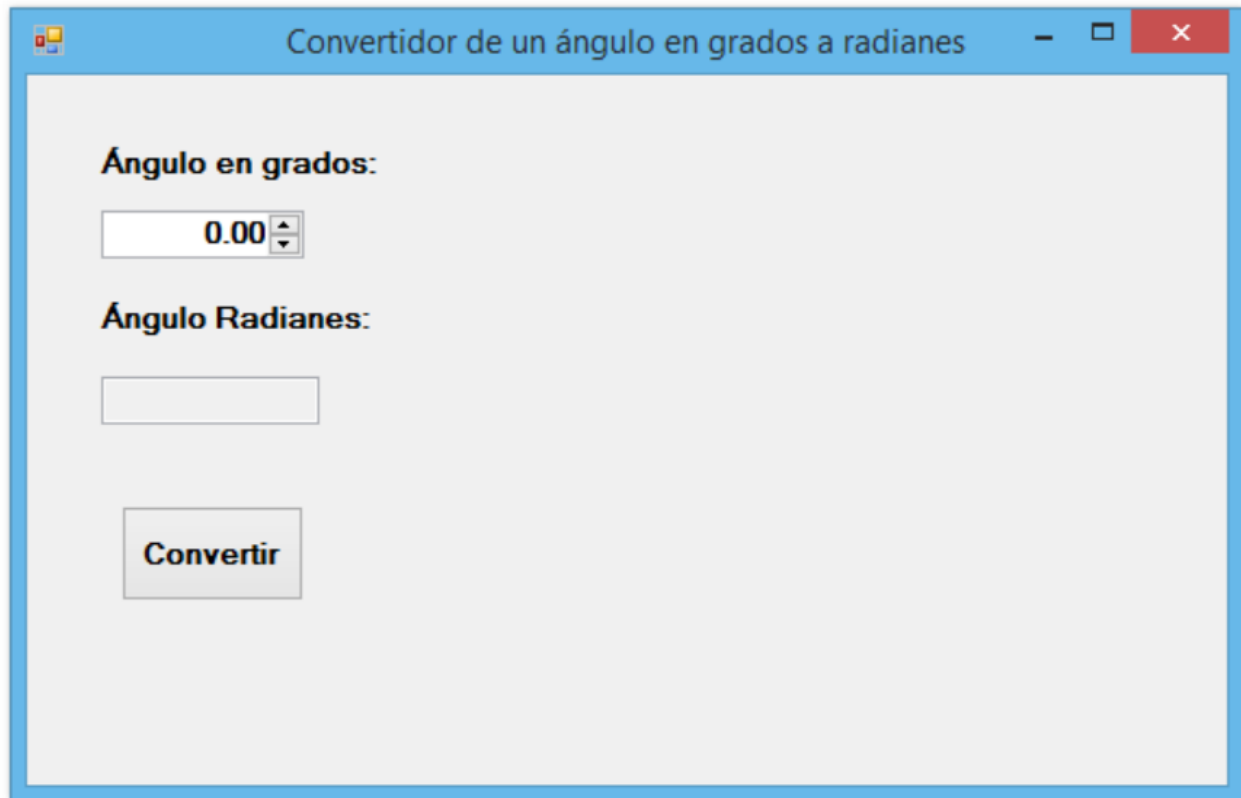 Convertidor de un ángulo en grados a radianes
Ángulo en grados:
0.00
Ángulo Radianes:
Convertir